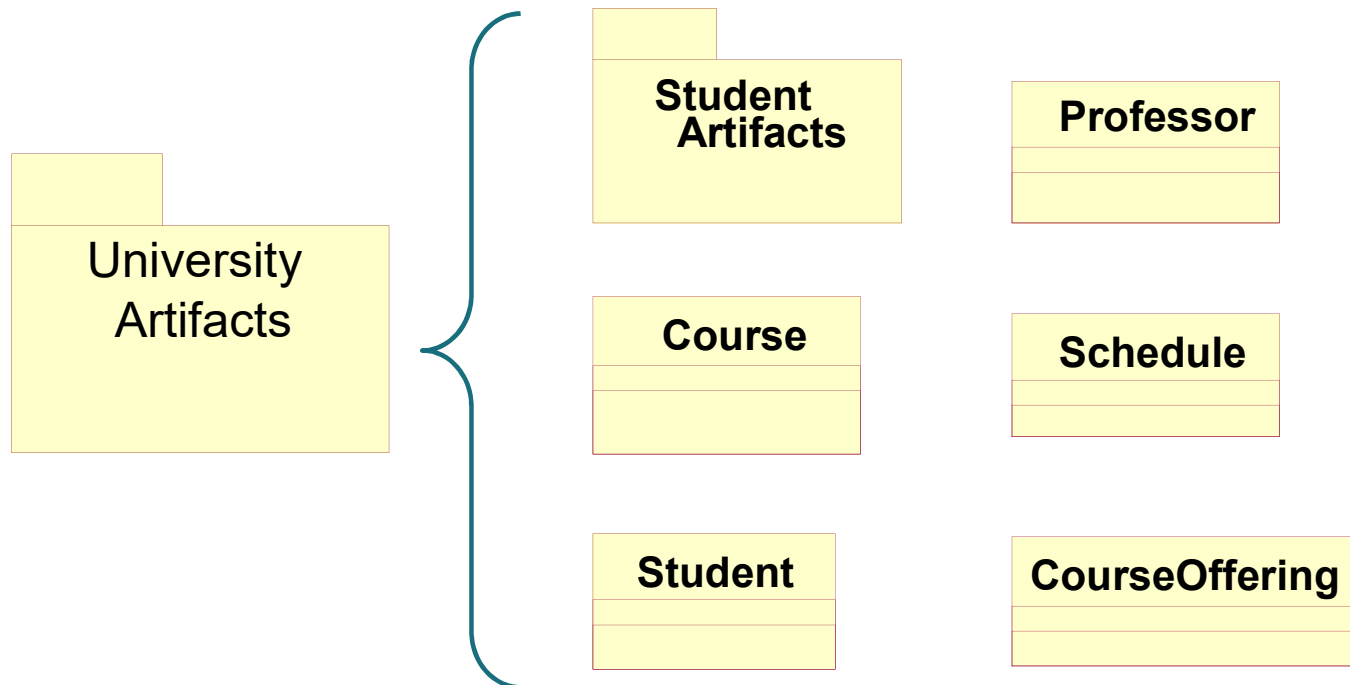 University
Artifacts
Student
Artifacts
Professor
Course
Schedule
Student
CourseOffering